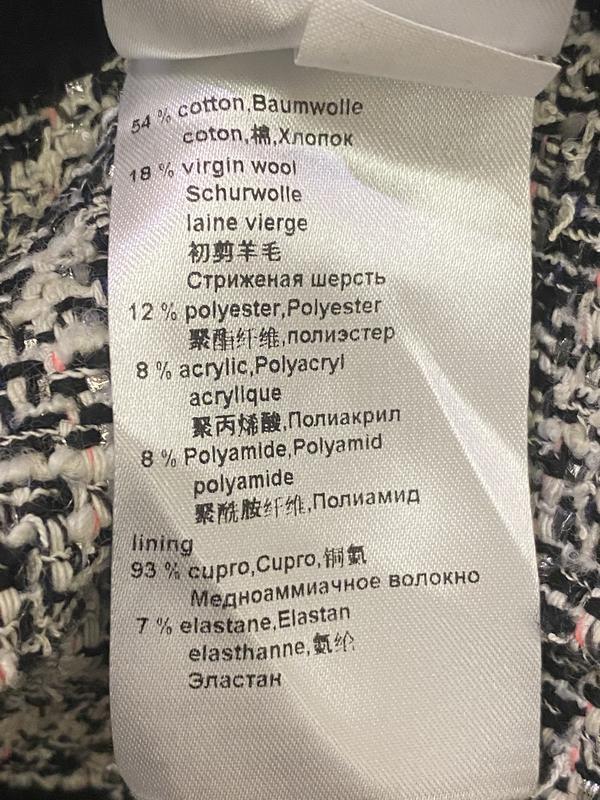 54 % cotton,Baumwolle
coton,棉,Хлопок
18 % virgin wool
Schurwolle
laine vierge
初剪羊毛
Стриженая шерсть
12 % polyester,Polyester
聚酯纤维,полиэстер
8 % acrylic,Polyacryl
acrylique
聚丙烯酸,Полиакрил
8 % Polyamide,Polyamid
polyamide
聚酰胺纤维,Полиамид
lining
93 % cupro,Cupro,铜氨
Медноаммиачное волокно
7 % elastane,Elastan
elasthanne,氨纶
Эластан